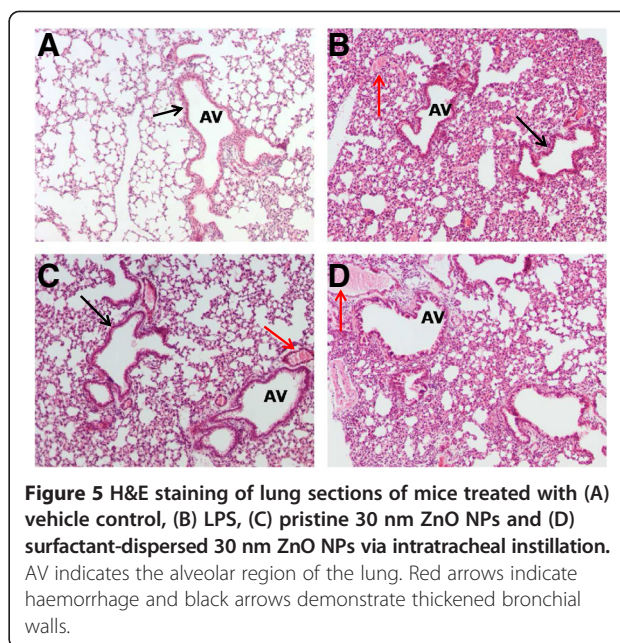 A
AV
B
AV
C
AV
D
AV
Figure 5 H&E staining of lung sections of mice treated with (A)
vehicle control, (B) LPS, (C) pristine 30 nm ZnO NPs and (D)
surfactant-dispersed 30 nm ZnO NPs via intratracheal instillation.
AV indicates the alveolar region of the lung. Red arrows indicate
haemorrhage and black arrows demonstrate thickened bronchial
walls.